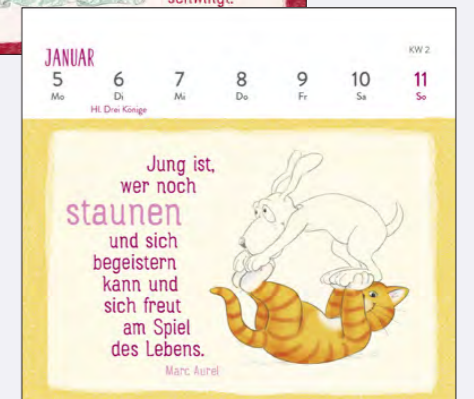 schwingt.
JANUAR
KW 2
5 6 7 8 9 10 11
Mo Di Mi Do Fr Sa So
Hl. Drei Könige
Jung ist,
wer noch
staunen
und sich
begeistern
kann und
sich freut
am Spiel
des Lebens.
Marc Aurel